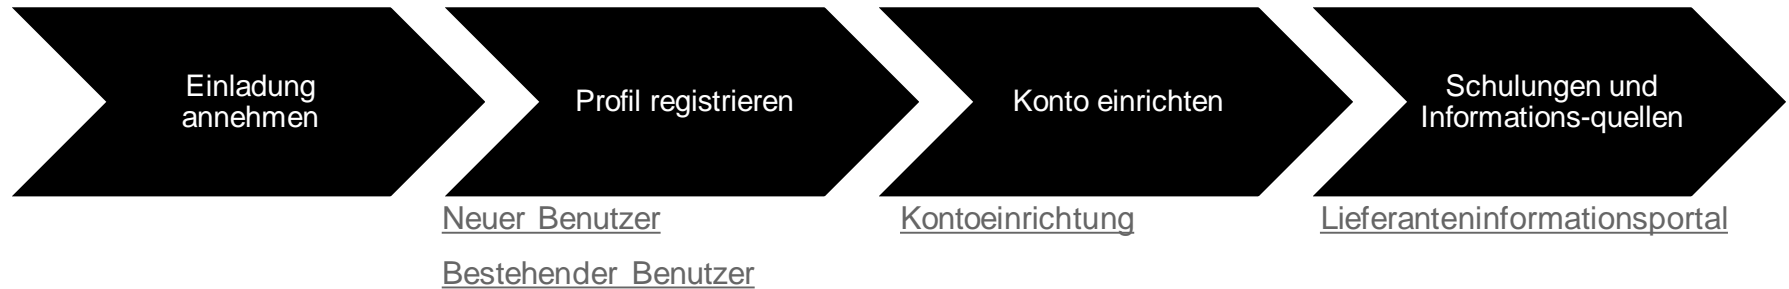 Einladung
annehmen
Profil registrieren
Konto einrichten
Schulungen und
Informations-quellen
Neuer Benutzer
Bestehender Benutzer
Kontoeinrichtung
Lieferanteninformationsportal